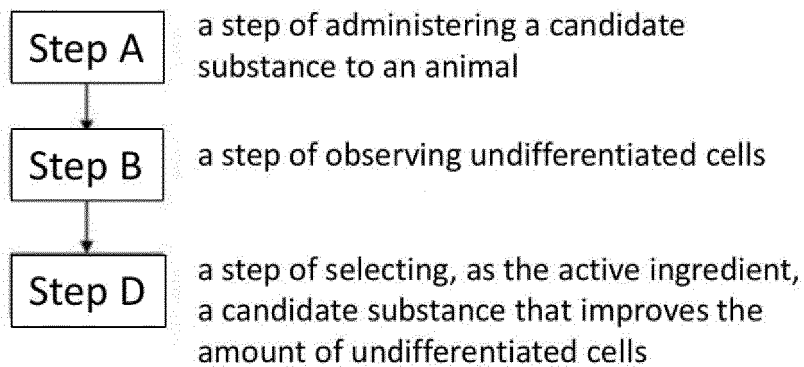 Step A
a step of administering a candidate
substance to an animal
Step B
a step of observing undifferentiated cells
Step D
a step of selecting, as the active ingredient,
a candidate substance that improves the
amount of undifferentiated cells